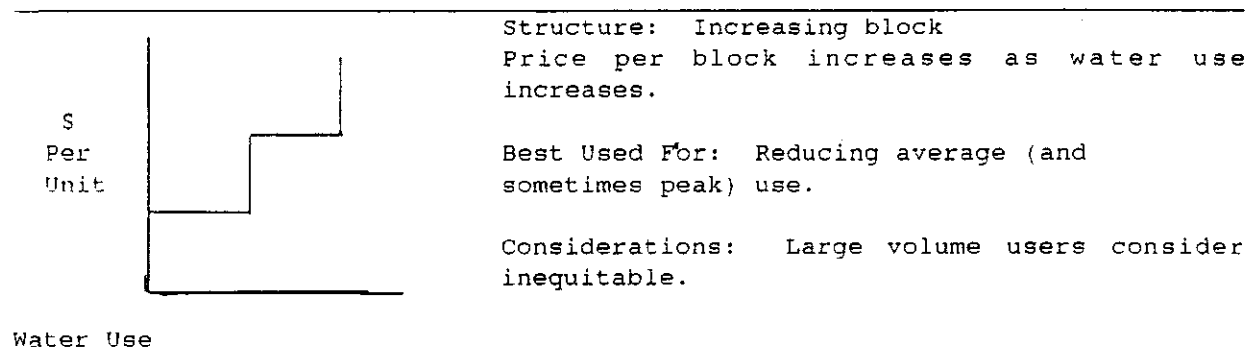 Structure: Increasing block
Price per block increases as water use
increases.
S
Per
Unit
Best Used For: Reducing average (and
sometimes peak) use.
Considerations: Large volume users consider
inequitable.
Water Use